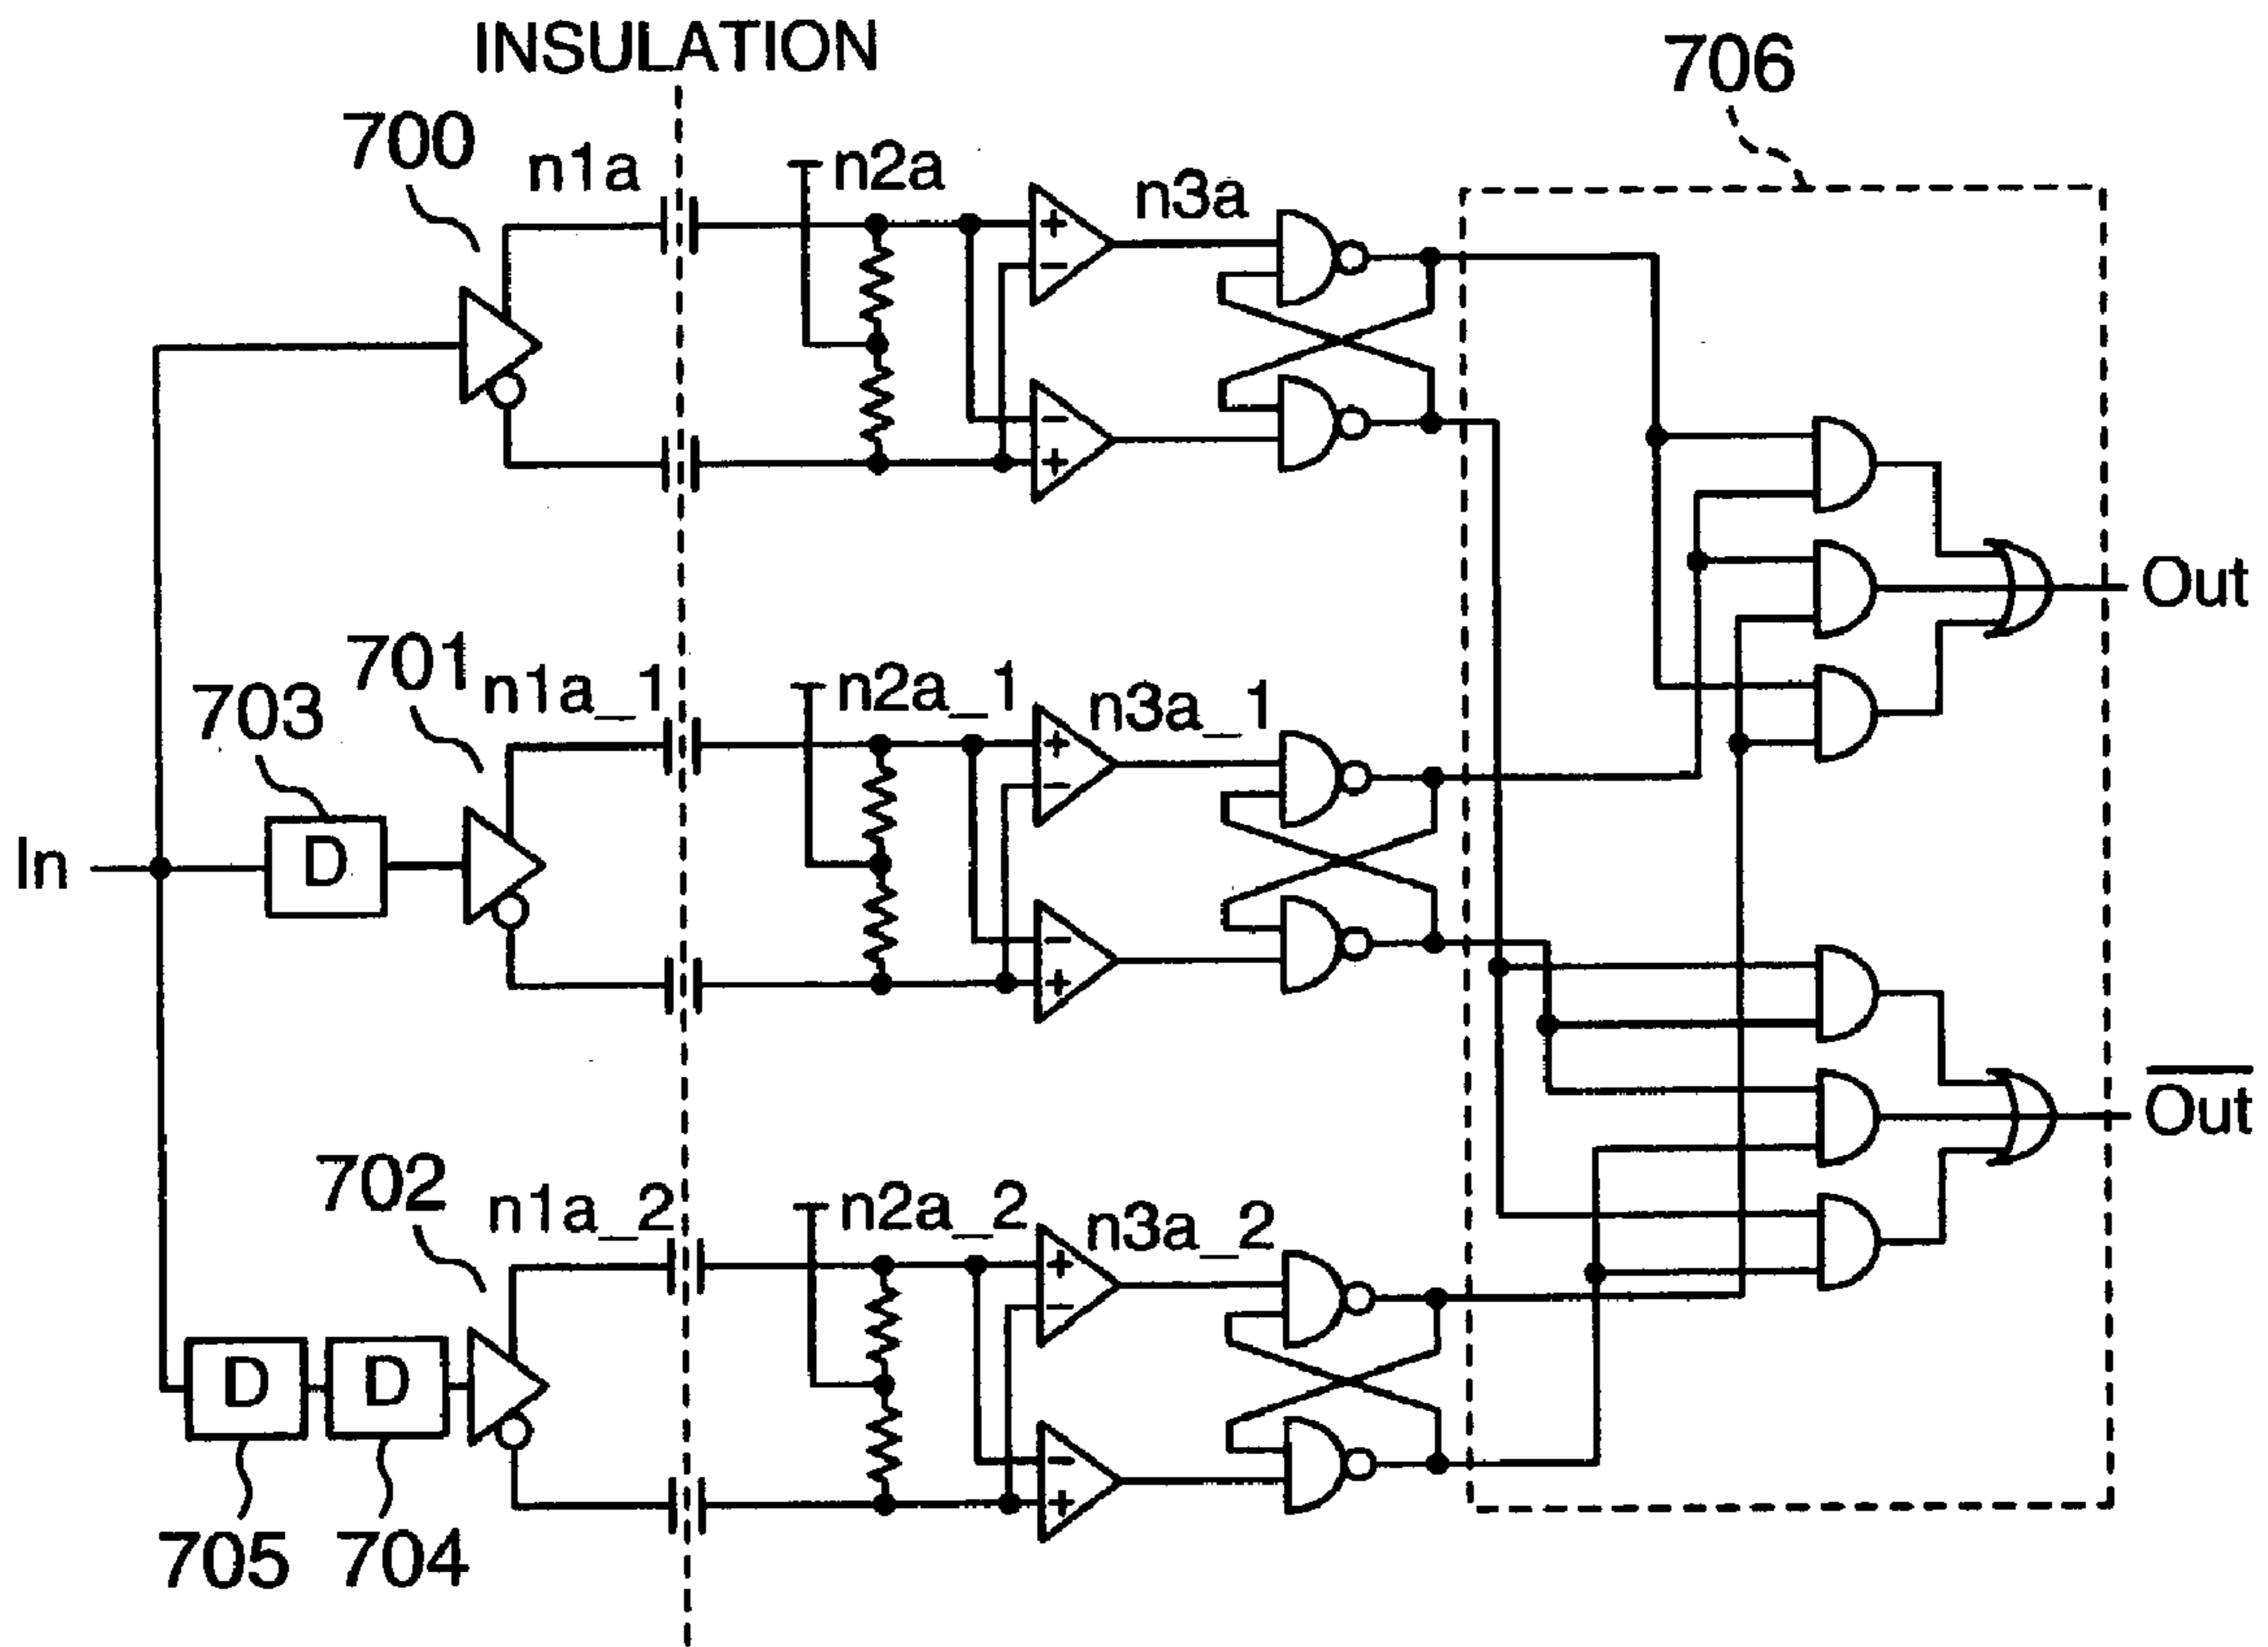 INSULATION
706
700
n1a
n2a
n3a
+
−
−
+
Out
701
n1a_1
n2a_1
n3a_1
703
+
−
In
D
−
+
Out
702
n1a_2
n2a_2
n3a_2
+
−
D
D
−
+
705
704